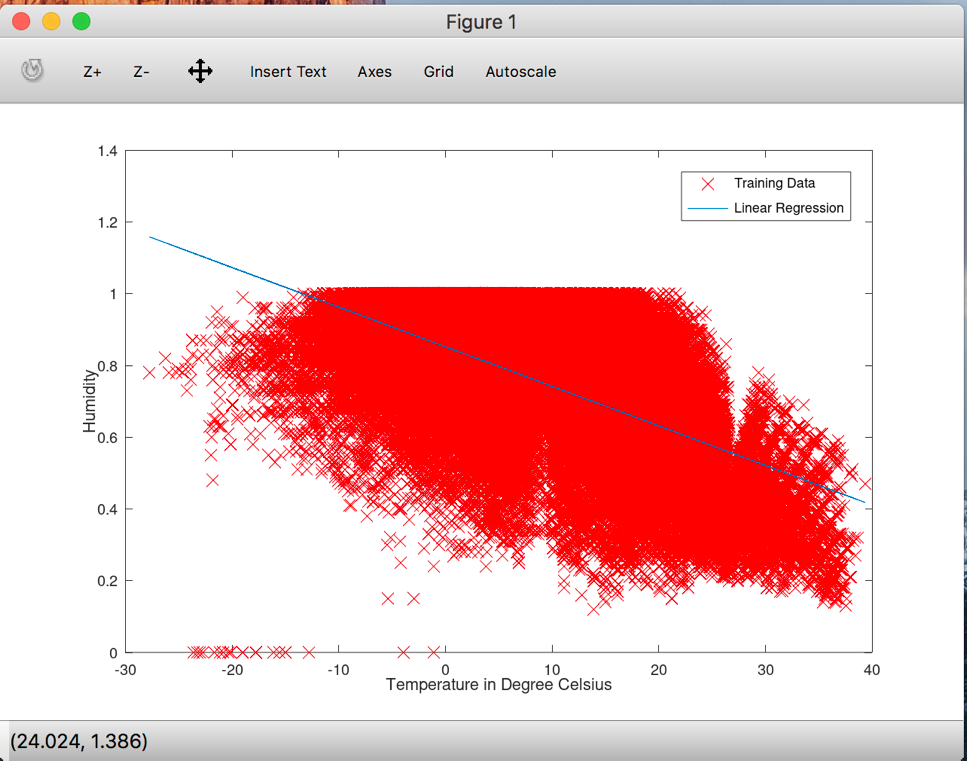 Figure 1
Z+ Z- Insert Text Axes Grid Autoscale
1.4
1.2
1
0.8
0.6
0.4
0.2
0
Humidity
Training Data
Linear Regression
-30 -20 -10 0 10 20 30 40
Temperature in Degree Celsius
(24.024, 1.386)